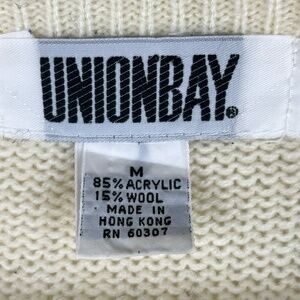 UNIONBAY®
M
85% ACRYLIC
15% WOOL
MADE IN
HONG KONG
RN 60307